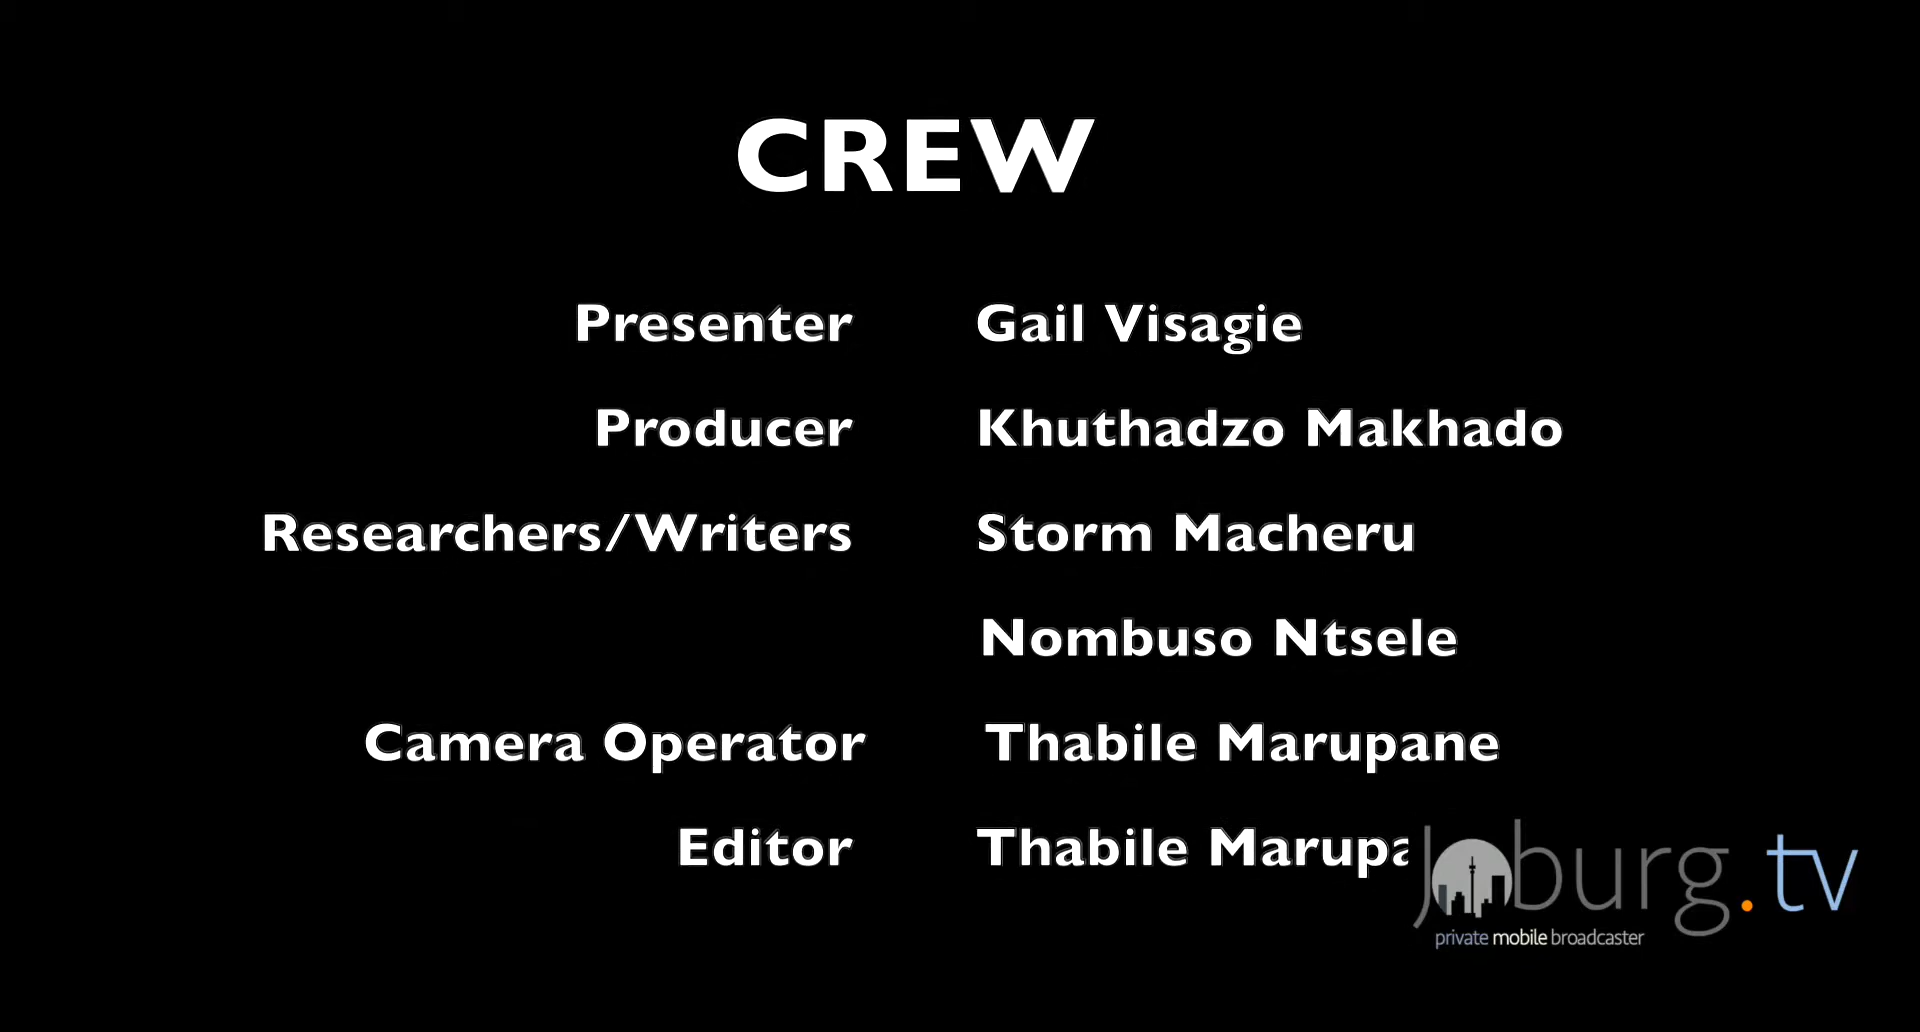 CREW
Presenter Gail Visagie
Producer Khuthadzo Makhado
Researchers/Writers Storm Macheru
Nombuso Ntsele
Camera Operator Thabile Marupane
Editor Thabile Marupa
Joburg.tv
private mobile broadcaster